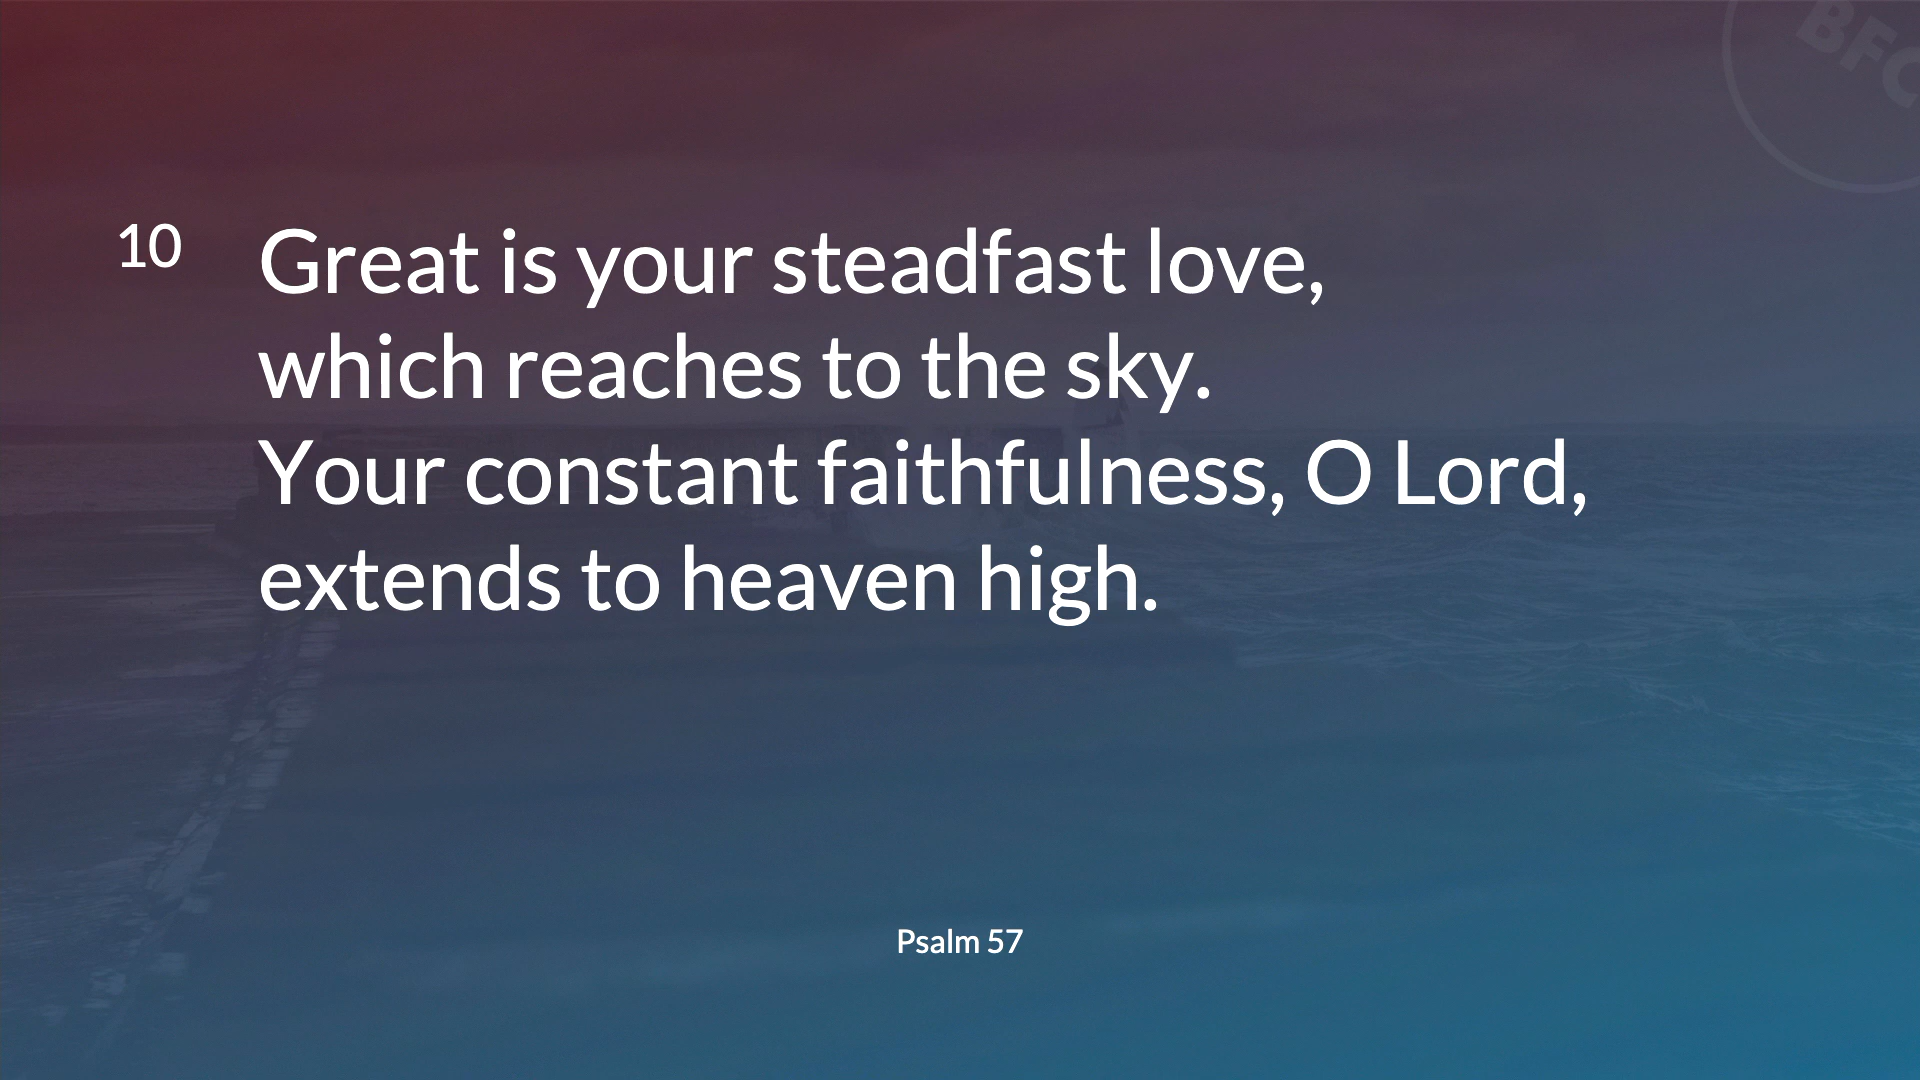 BFC
10 Great is your steadfast love,
which reaches to the sky.
Your constant faithfulness, O Lord,
extends to heaven high.
Psalm 57